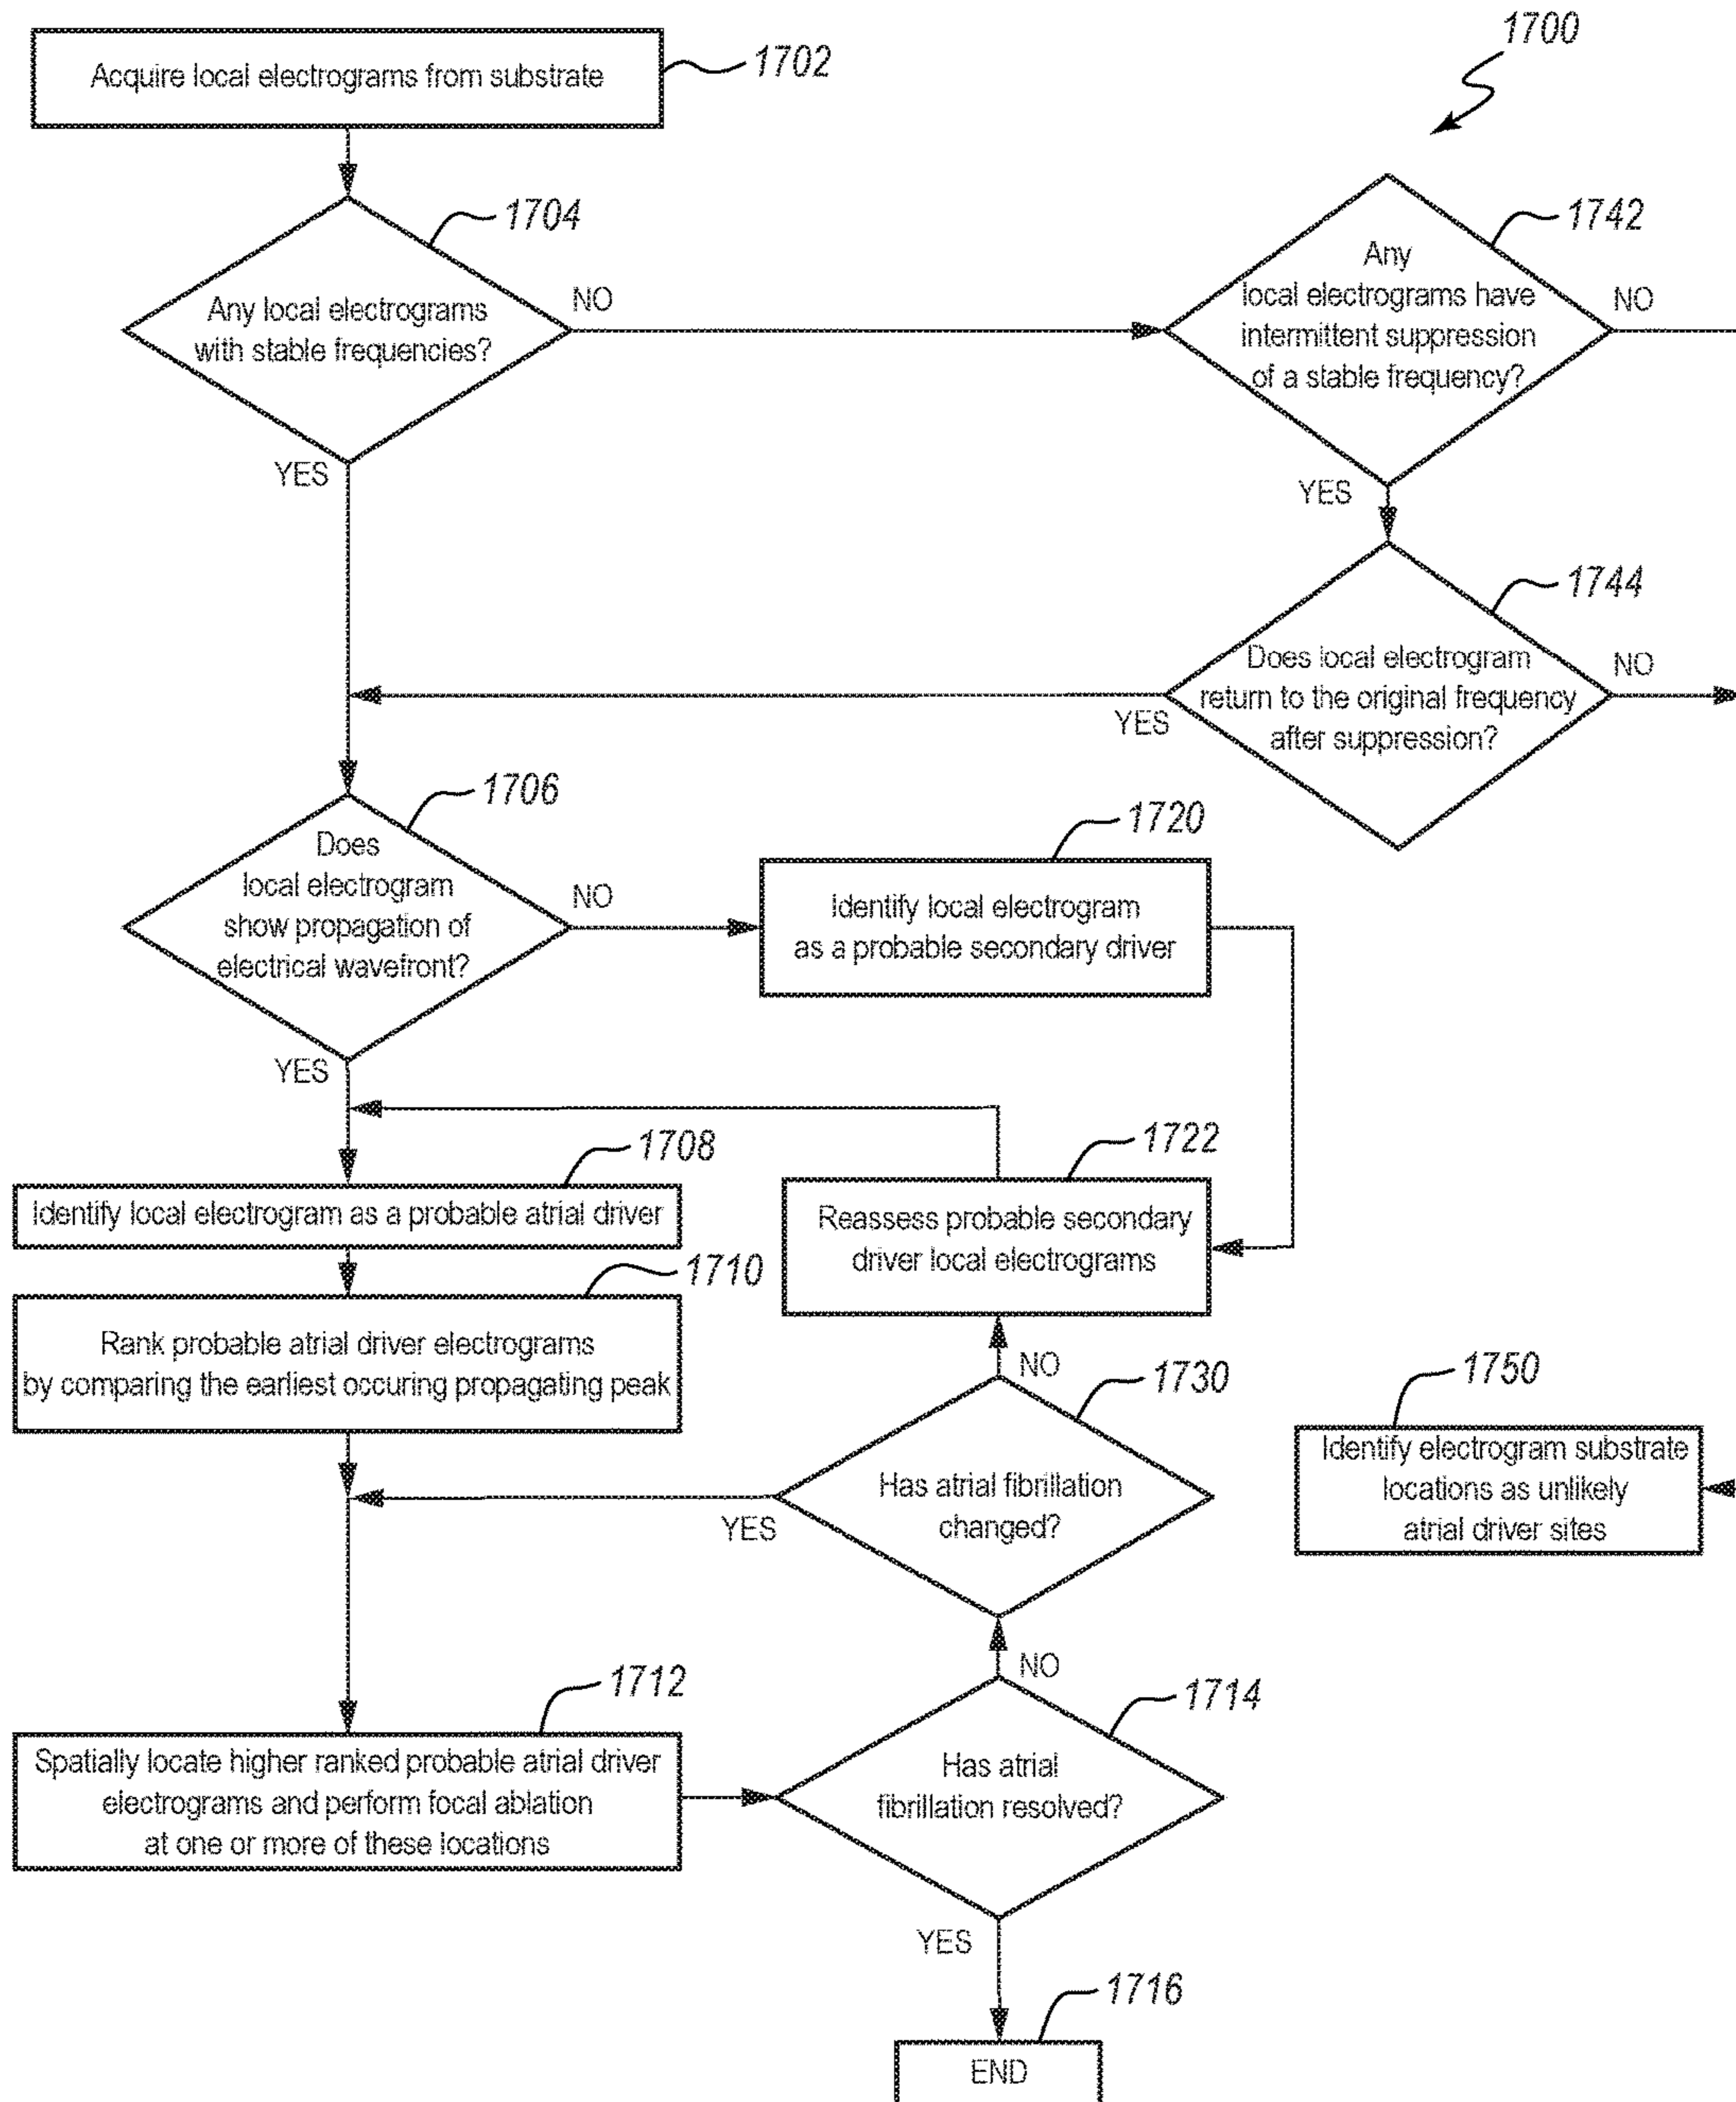 1700
Acquire local electrograms from substrate
1702
1704
Any local electrograms
with stable frequencies?
NO
YES
1742
Any
local electrograms have
intermittent suppression
of a stable frequency?
NO
YES
1744
Does local electrogram
return to the original frequency
after suppression?
NO
YES
1706
Does
local electrogram
show propagation of
electrical wavefront?
NO
YES
1720
Identify local electrogram
as a probable secondary driver
1708
Identify local electrogram as a probable atrial driver
1722
Reassess probable secondary
driver local electrograms
1710
Rank probable atrial driver electrograms
by comparing the earliest occuring propagating peak
NO
1730
Has atrial fibrillation
changed?
YES
1750
Identify electrogram substrate
locations as unlikely
atrial driver sites
1712
Spatially locate higher ranked probable atrial driver
electrograms and perform focal ablation
at one or more of these locations
NO
1714
Has atrial
fibrillation resolved?
YES
1716
END